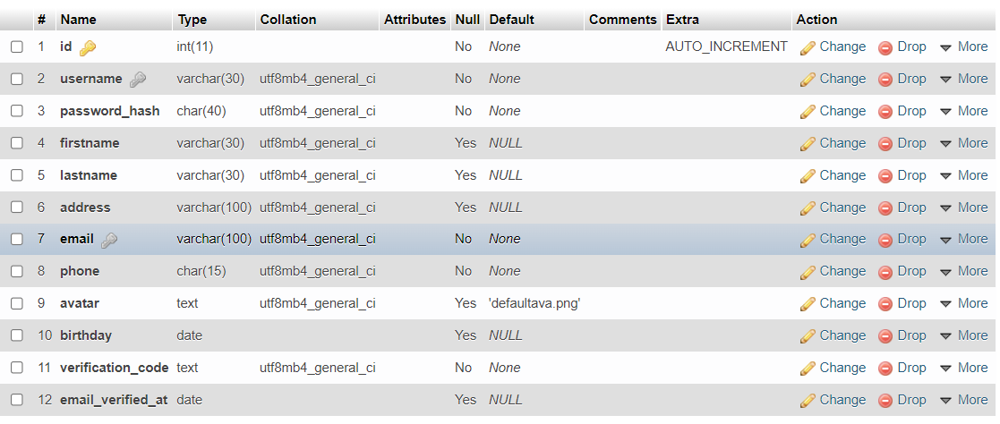 # Name Type Collation Attributes Null Default Comments Extra Action
1 id int(11) No None AUTO_INCREMENT Change Drop More
2 username varchar(30) utf8mb4_general_ci No None Change Drop More
3 password_hash char(40) utf8mb4_general_ci No None Change Drop More
4 firstname varchar(30) utf8mb4_general_ci Yes NULL Change Drop More
5 lastname varchar(30) utf8mb4_general_ci Yes NULL Change Drop More
6 address varchar(100) utf8mb4_general_ci Yes NULL Change Drop More
7 email varchar(100) utf8mb4_general_ci No None Change Drop More
8 phone char(15) utf8mb4_general_ci No None Change Drop More
9 avatar text utf8mb4_general_ci Yes 'defaultava.png' Change Drop More
10 birthday date Yes NULL Change Drop More
11 verification_code text utf8mb4_general_ci No None Change Drop More
12 email_verified_at date Yes NULL Change Drop More